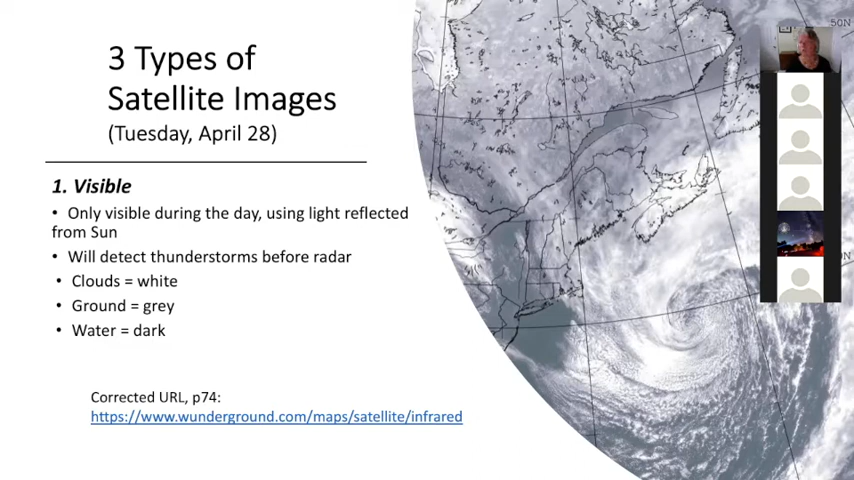 3 Types of
Satellite Images
(Tuesday, April 28)
1. Visible
• Only visible during the day, using light reflected
from Sun
• Will detect thunderstorms before radar
• Clouds = white
• Ground = grey
• Water = dark
Corrected URL, p74:
https://www.wunderground.com/maps/satellite/infrared
50N